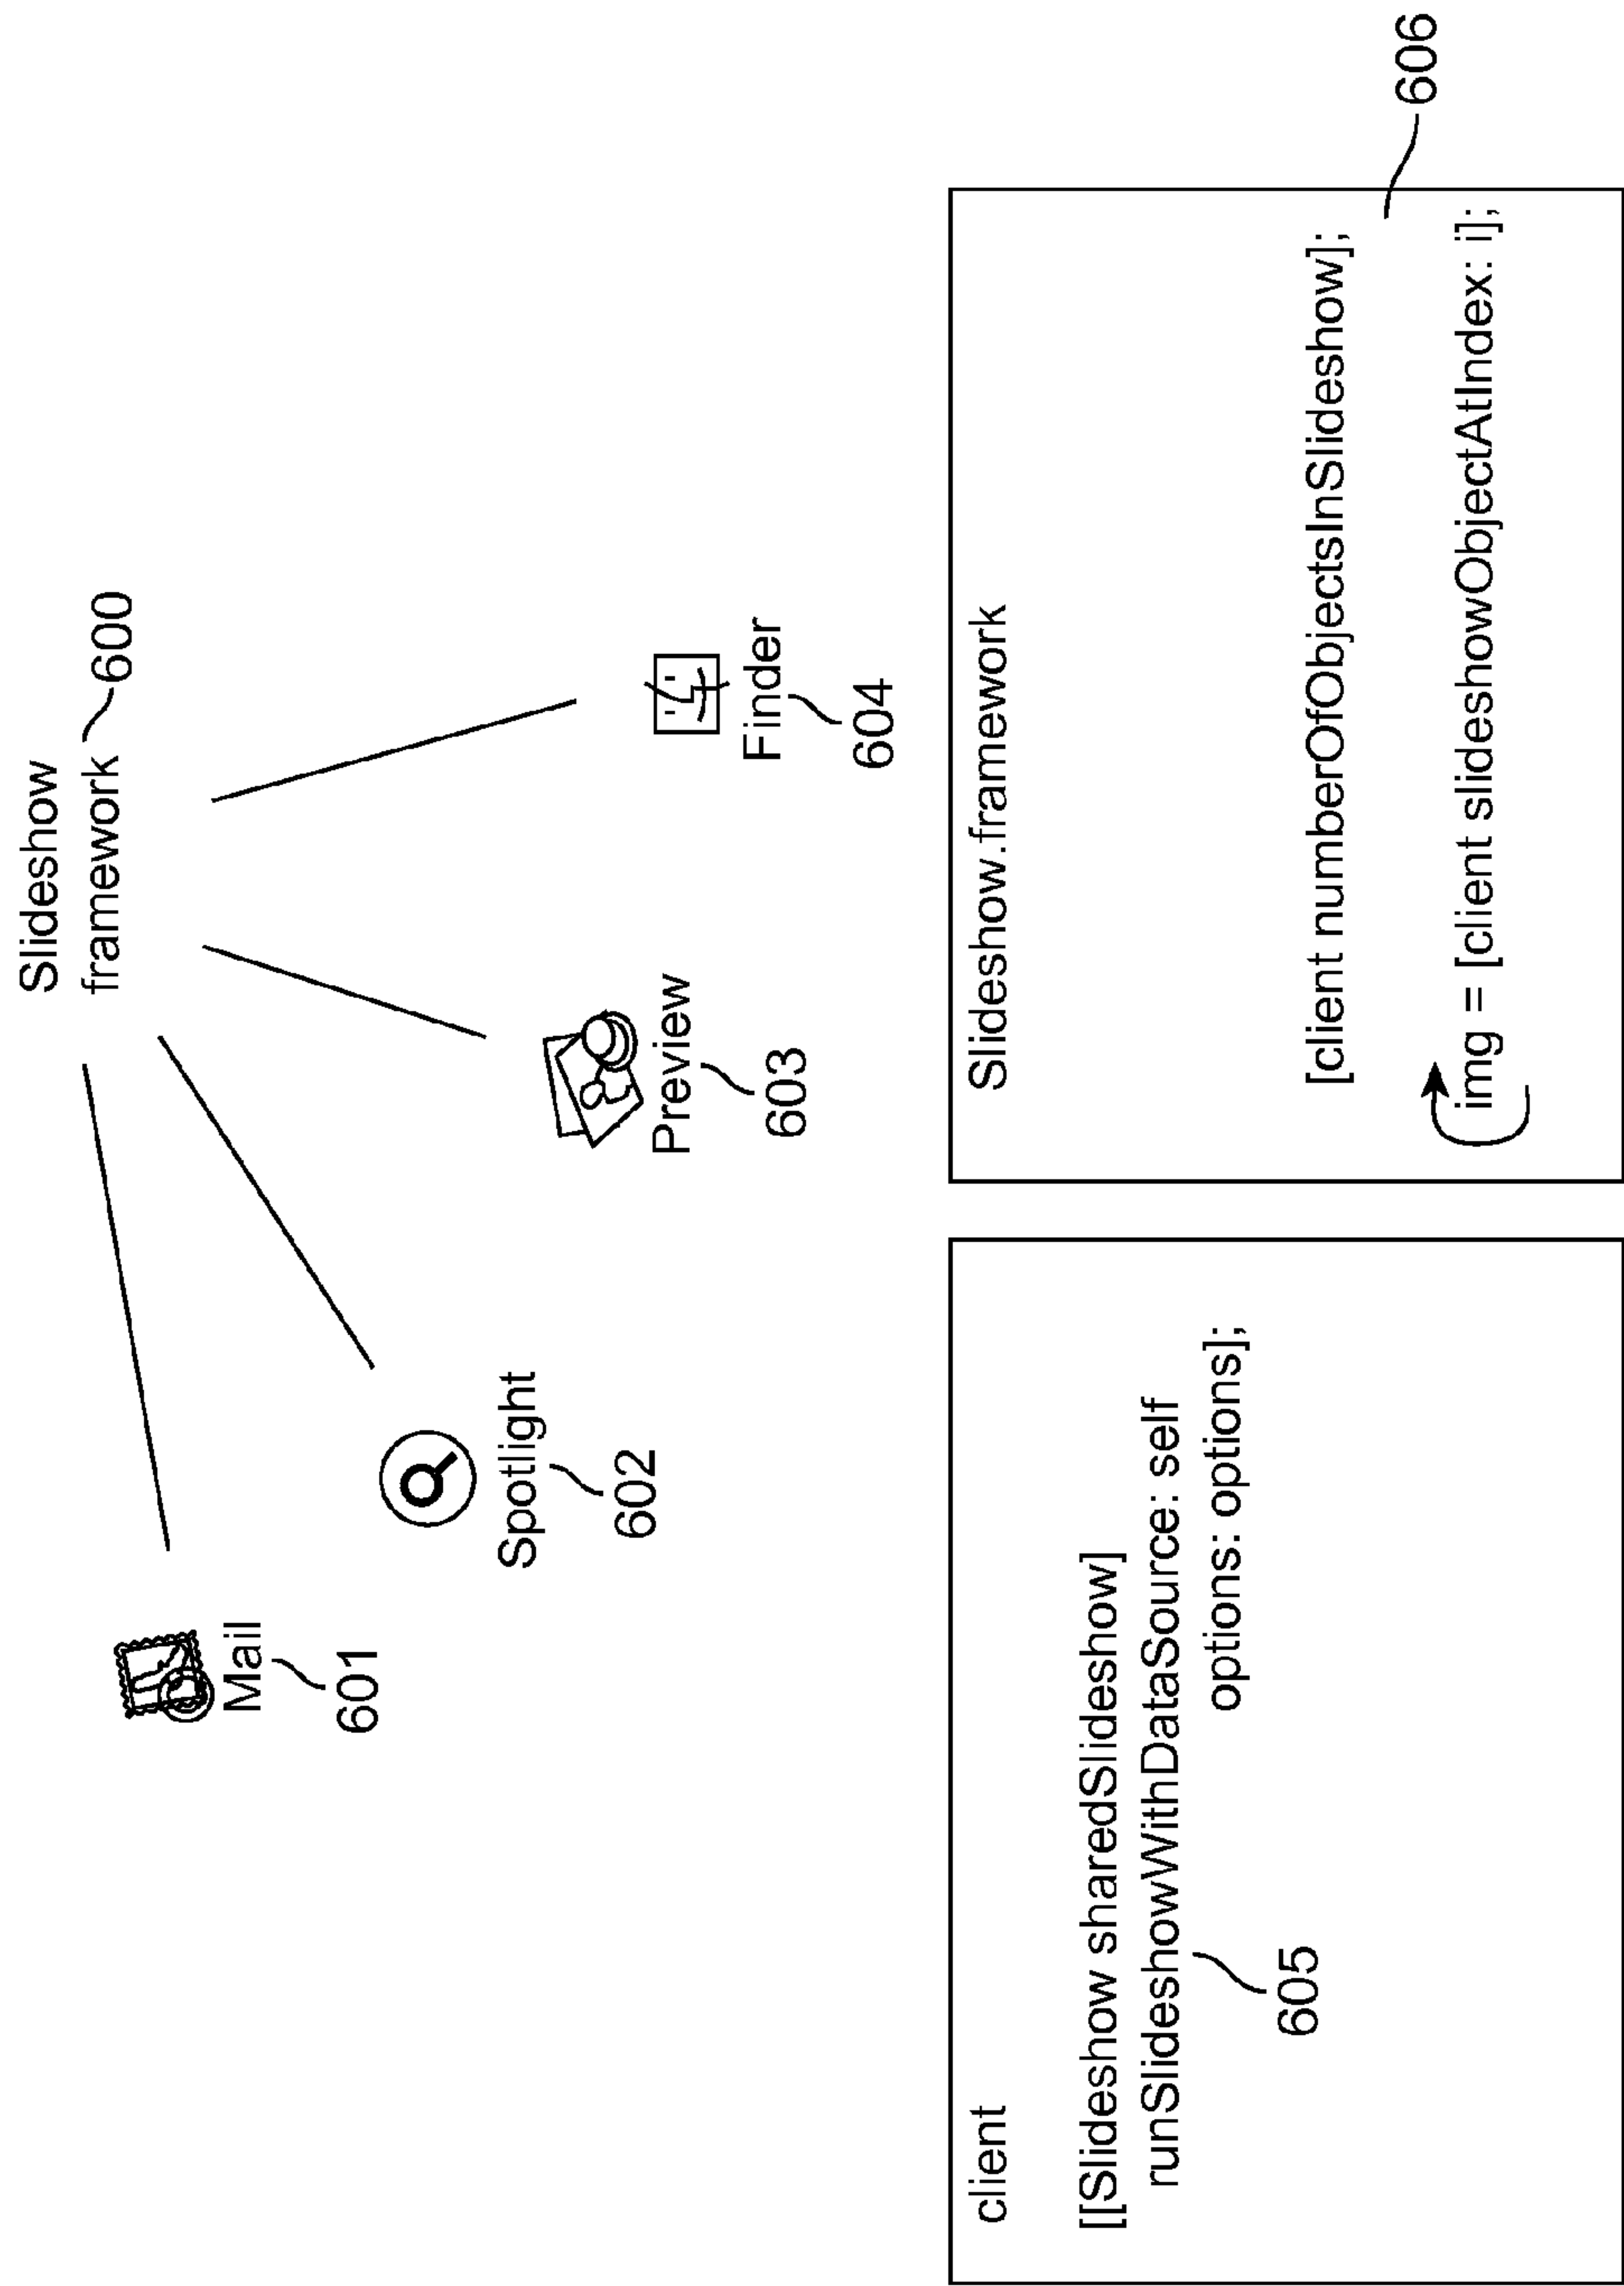 Slideshow
framework 600
Mail
601
Spotlight
602
Preview
603
Finder
604
client
[[Slideshow sharedSlideshow]
runSlideshowWithDataSource: self
options: options];
605
Slideshow.framework
[client numberOfObjectsInSlideshow];
606
img = [client slideshowObjectAtIndex: i];